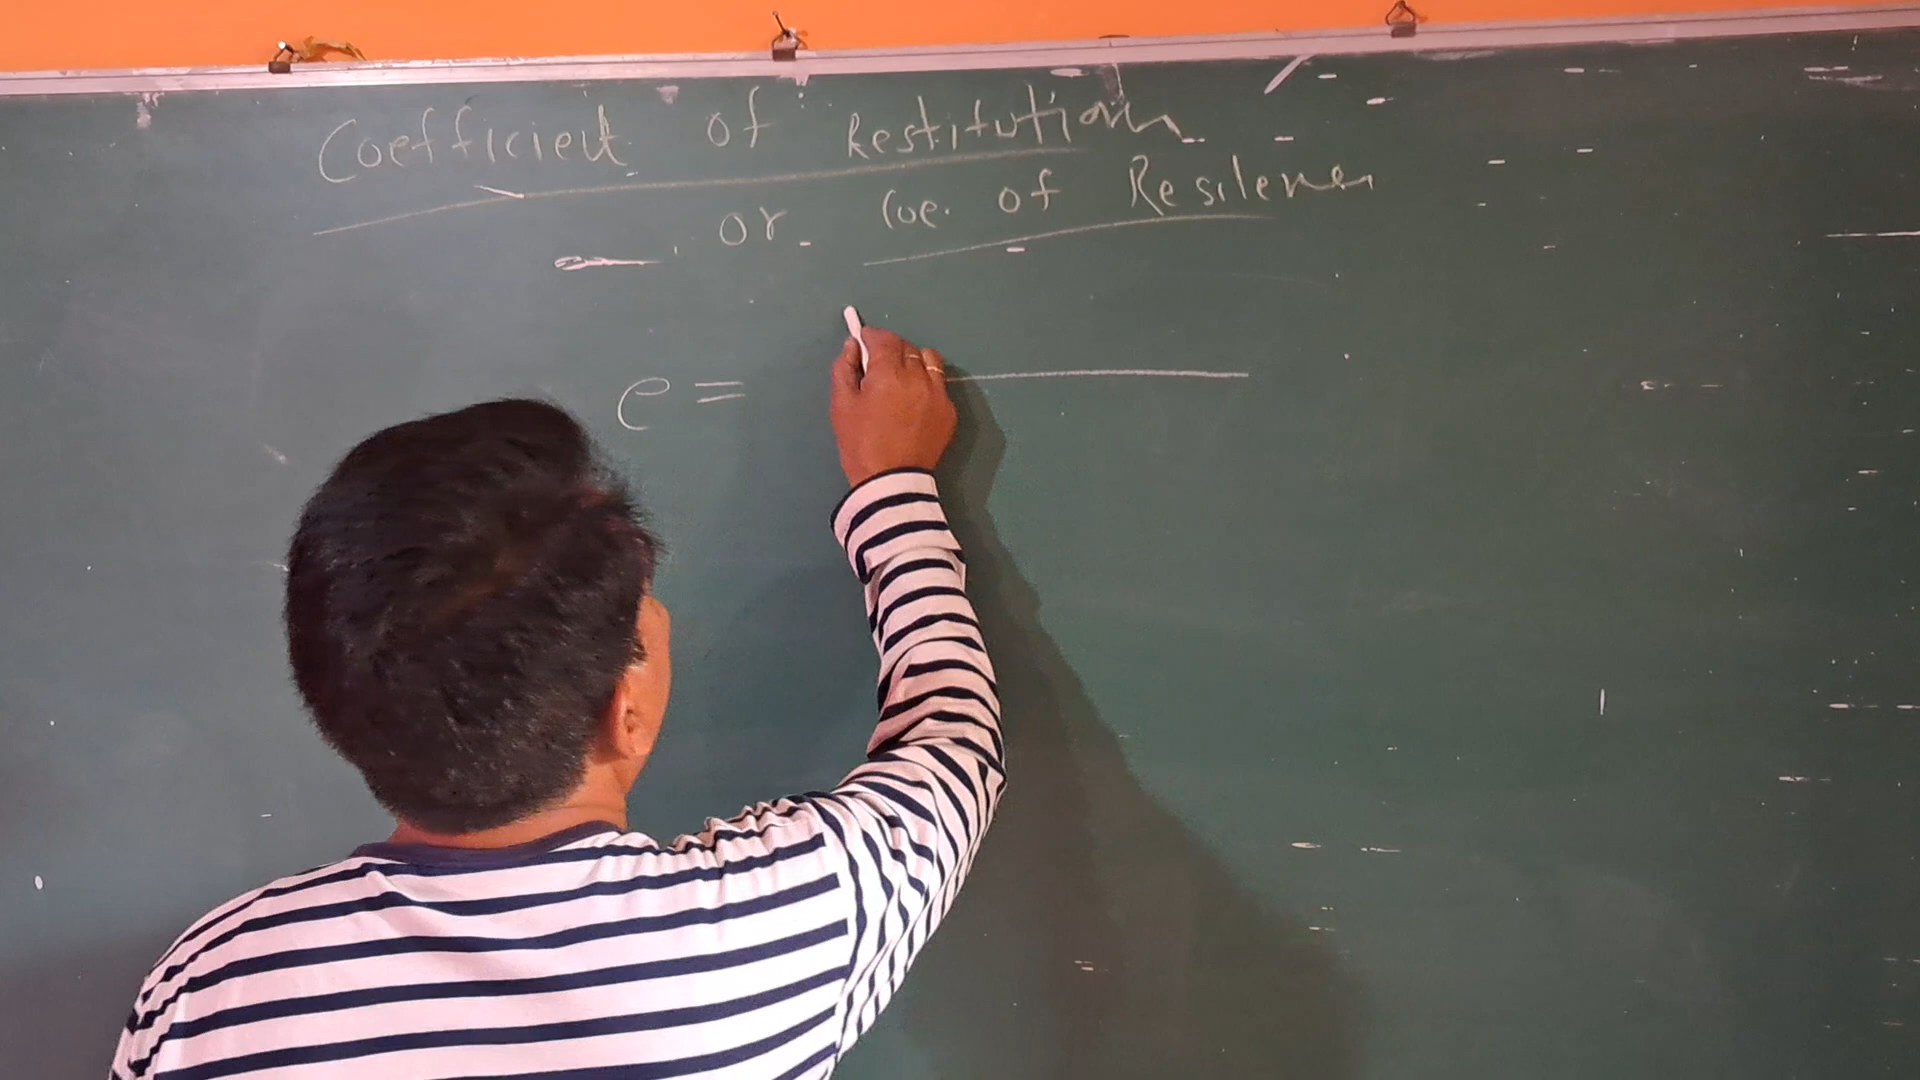 Coefficient of Restitution
or Coe. of Resilence
e =